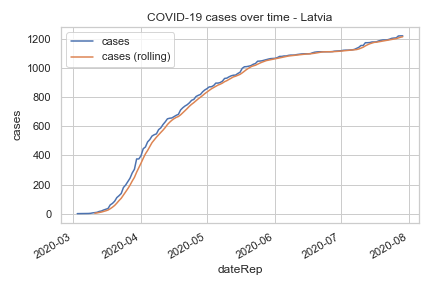 COVID-19 cases over time - Latvia
cases
cases (rolling)
1200
1000
800
600
400
200
0
cases
2020-03
2020-04
2020-05
2020-06
2020-07
2020-08
dateRep